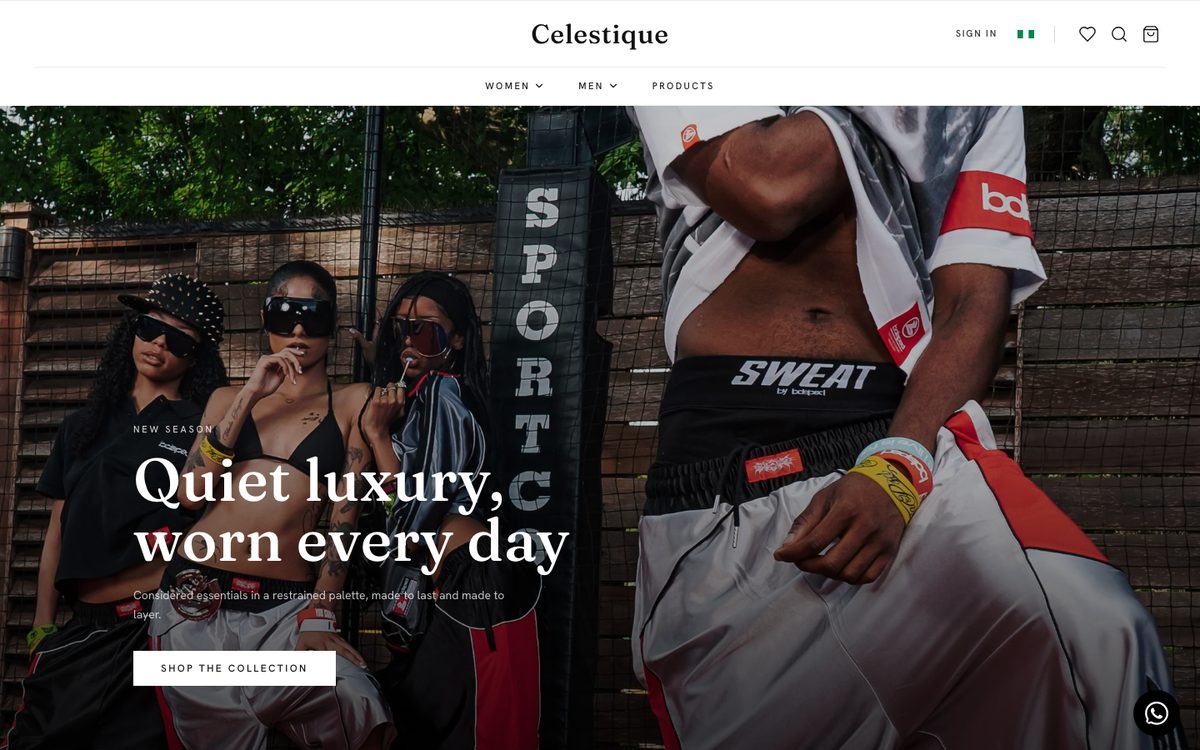 Celestique
SIGN IN
WOMEN
MEN
PRODUCTS
SPORTC
SWEAT
by bdeped
NEW SEASON
Quiet luxury,
worn every day
Considered essentials in a restrained palette, made to last and made to
layer.
SHOP THE COLLECTION